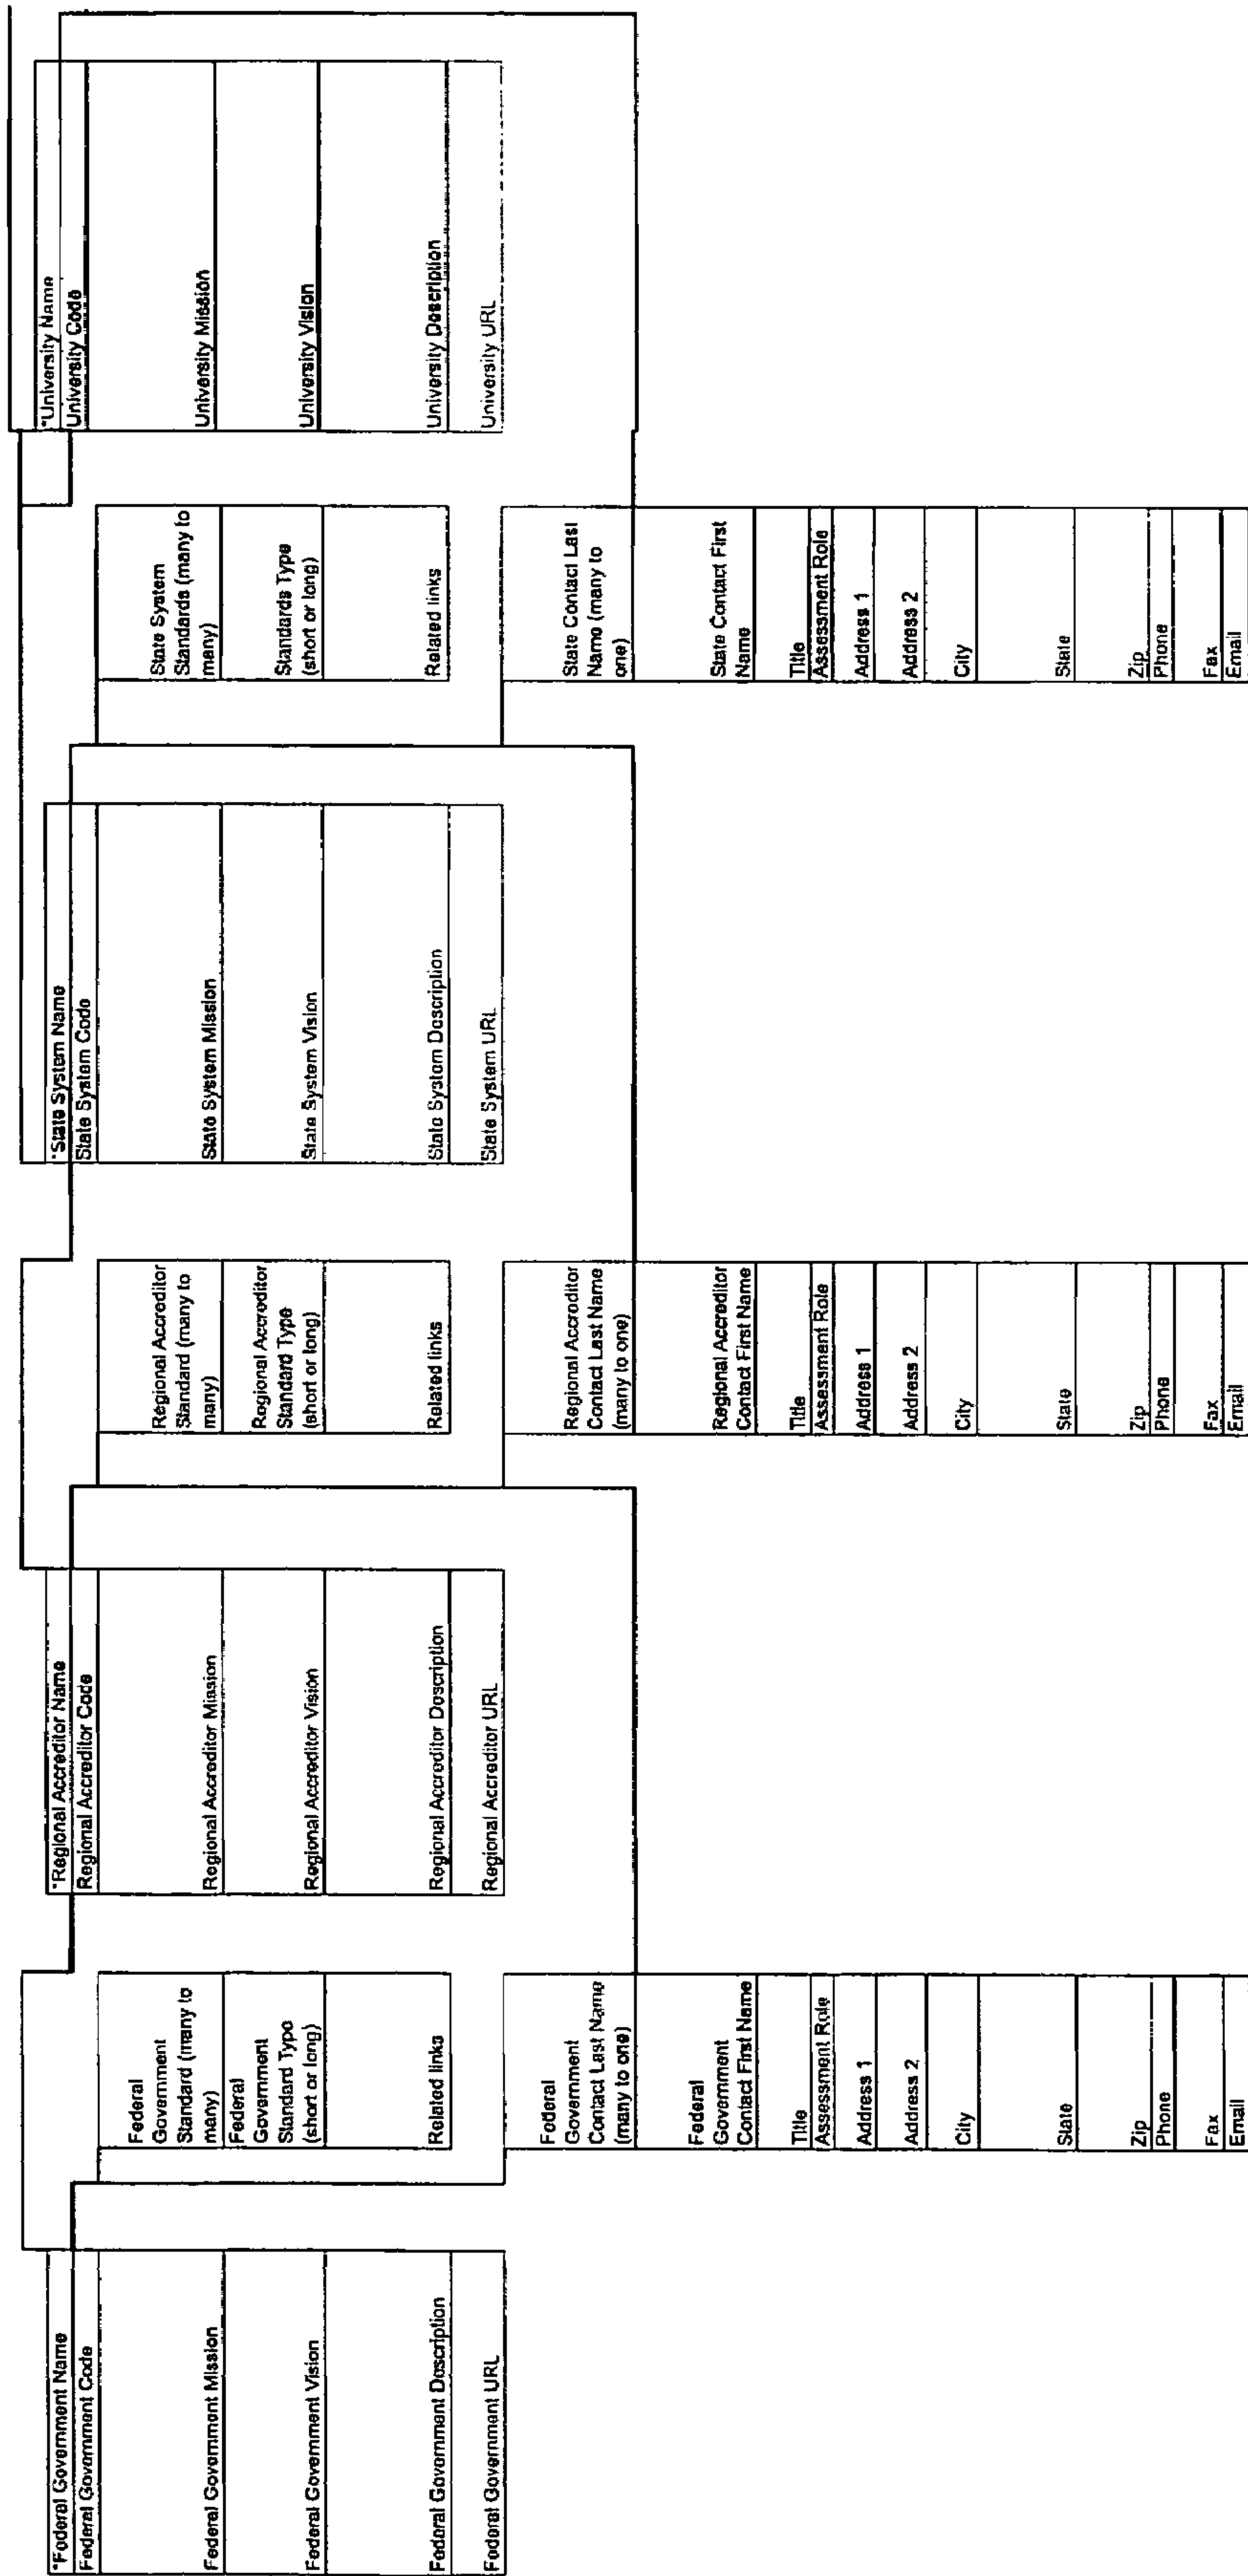 *Federal Government Name
Federal Government Code
Federal Government Mission
Federal Government Vision
Federal Government Description
Federal Government URL
Federal
Government
Standard (many to
many)
Federal
Government
Standard Type
(short or long)
Related links
Federal
Government
Contact Last Name
(many to one)
Federal
Government
Contact First Name
Title
Assessment Role
Address 1
Address 2
City
State
Zip
Phone
Fax
Email
*Regional Accreditor Name
Regional Accreditor Code
Regional Accreditor Mission
Regional Accreditor Vision
Regional Accreditor Description
Regional Accreditor URL
Regional Accreditor
Standard (many to
many)
Regional Accreditor
Standard Type
(short or long)
Related links
Regional Accreditor
Contact Last Name
(many to one)
Regional Accreditor
Contact First Name
Title
Assessment Role
Address 1
Address 2
City
State
Zip
Phone
Fax
Email
*State System Name
State System Code
State System Mission
State System Vision
State System Description
State System URL
State System
Standards (many to
many)
Standards Type
(short or long)
Related links
State Contact Last
Name (many to
one)
State Contact First
Name
Title
Assessment Role
Address 1
Address 2
City
State
Zip
Phone
Fax
Email
*University Name
University Code
University Mission
University Vision
University Description
University URL